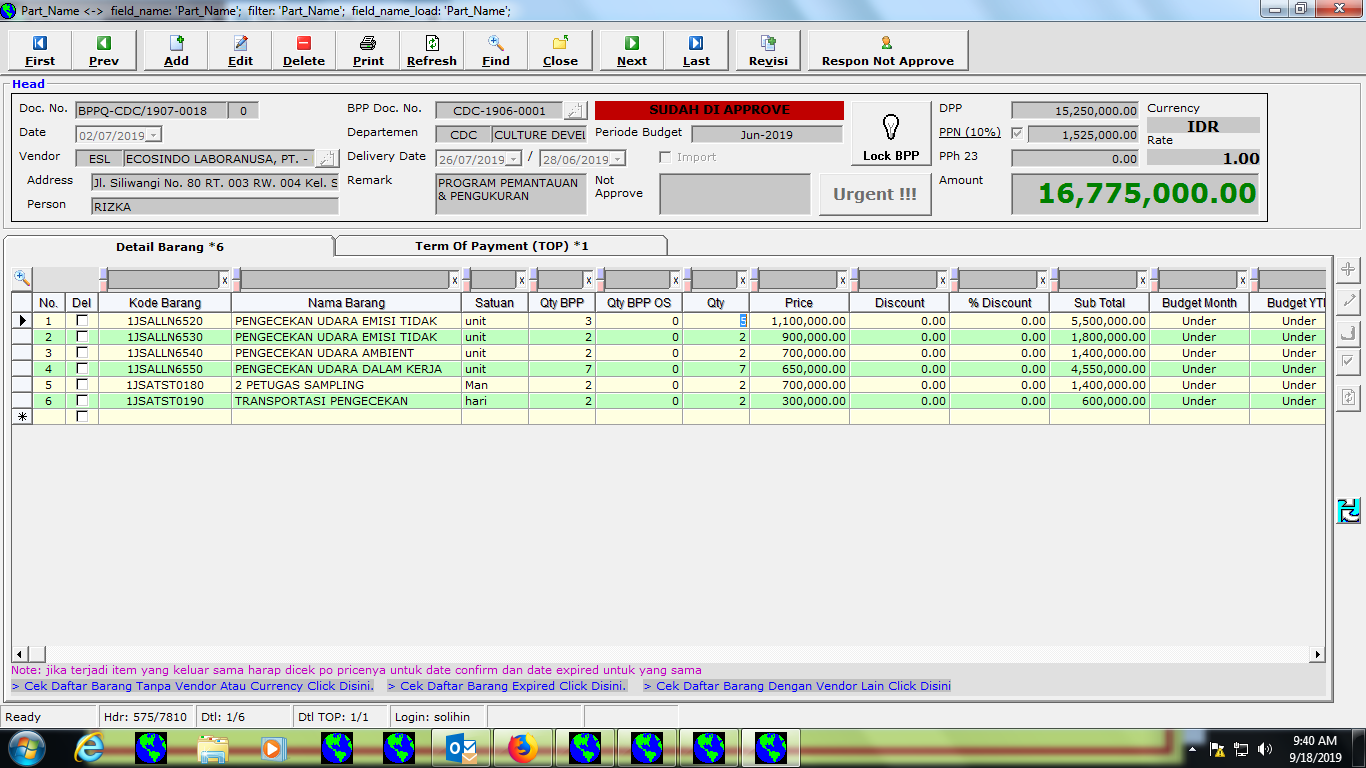 Part_Name <-> field_name: 'Part_Name'; filter: 'Part_Name'; field_name_load: 'Part_Name';
First Prev Add Edit Delete Print Refresh Find Close Next Last Revisi Respon Not Approve
Head
Doc. No. BPPQ-CDC/1907-0018 0 BPP Doc. No. CDC-1906-0001 SUDAH DI APPROVE DPP 15,250,000.00 Currency
IDR
Date 02/07/2019 Departemen CDC CULTURE DEVEL Periode Budget Jun-2019 Lock BPP PPN (10%) 1,525,000.00 Rate
Vendor ESL ECOSINDO LABORANUSA, PT. - Delivery Date 26/07/2019 / 28/06/2019 Import PPh 23 0.00 1.00
Address Jl. Siliwangi No. 80 RT. 003 RW. 004 Kel. S Remark PROGRAM PEMANTAUAN Not Urgent !!! Amount 16,775,000.00
& PENGUKURAN Approve
Person RIZKA
Detail Barang *6 Term Of Payment (TOP) *1
x x x x x x x x x x x
No. Del Kode Barang Nama Barang Satuan Qty BPP Qty BPP OS Qty Price Discount % Discount Sub Total Budget Month Budget YT
1 1JSALLN6520 PENGECEKAN UDARA EMISI TIDAK unit 3 0 5 1,100,000.00 0.00 0.00 5,500,000.00 Under Under
2 1JSALLN6530 PENGECEKAN UDARA EMISI TIDAK unit 2 0 2 900,000.00 0.00 0.00 1,800,000.00 Under Under
3 1JSALLN6540 PENGECEKAN UDARA AMBIENT unit 2 0 2 700,000.00 0.00 0.00 1,400,000.00 Under Under
4 1JSALLN6550 PENGECEKAN UDARA DALAM KERJA unit 7 0 7 650,000.00 0.00 0.00 4,550,000.00 Under Under
5 1JSATST0180 2 PETUGAS SAMPLING Man 2 0 2 700,000.00 0.00 0.00 1,400,000.00 Under Under
6 1JSATST0190 TRANSPORTASI PENGECEKAN hari 2 0 2 300,000.00 0.00 0.00 600,000.00 Under Under
Note: jika terjadi item yang keluar sama harap dicek po pricenya untuk date confirm dan date expired untuk yang sama
> Cek Daftar Barang Tanpa Vendor Atau Currency Click Disini. > Cek Daftar Barang Expired Click Disini. > Cek Daftar Barang Dengan Vendor Lain Click Disini
Ready Hdr: 575/7810 Dtl: 1/6 Dtl TOP: 1/1 Login: solihin
9:40 AM
9/18/2019